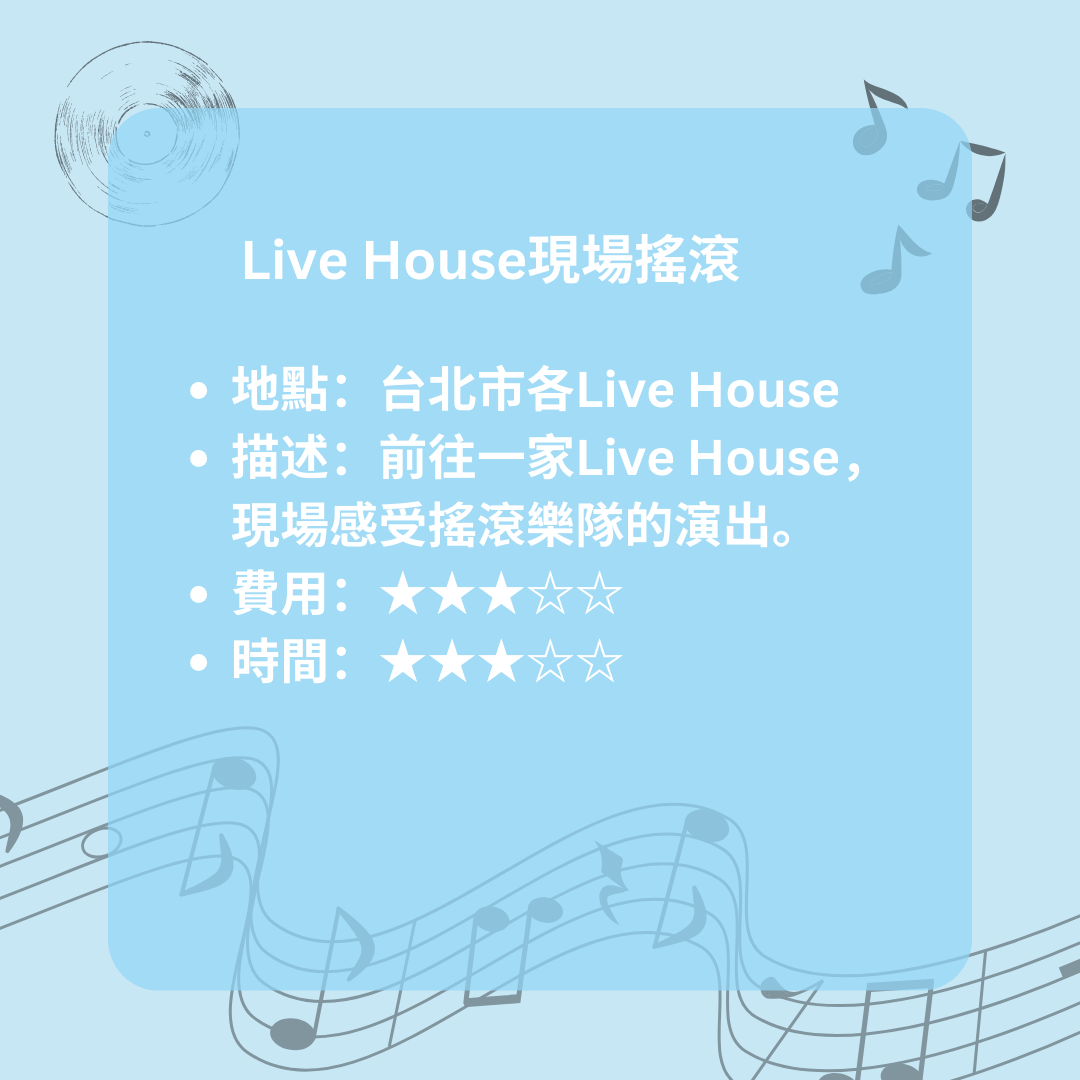 Live House現場搖滾
• 地點：台北市各Live House
• 描述：前往一家Live House，
現場感受搖滾樂隊的演出。
• 費用：★★★☆☆
• 時間：★★★☆☆